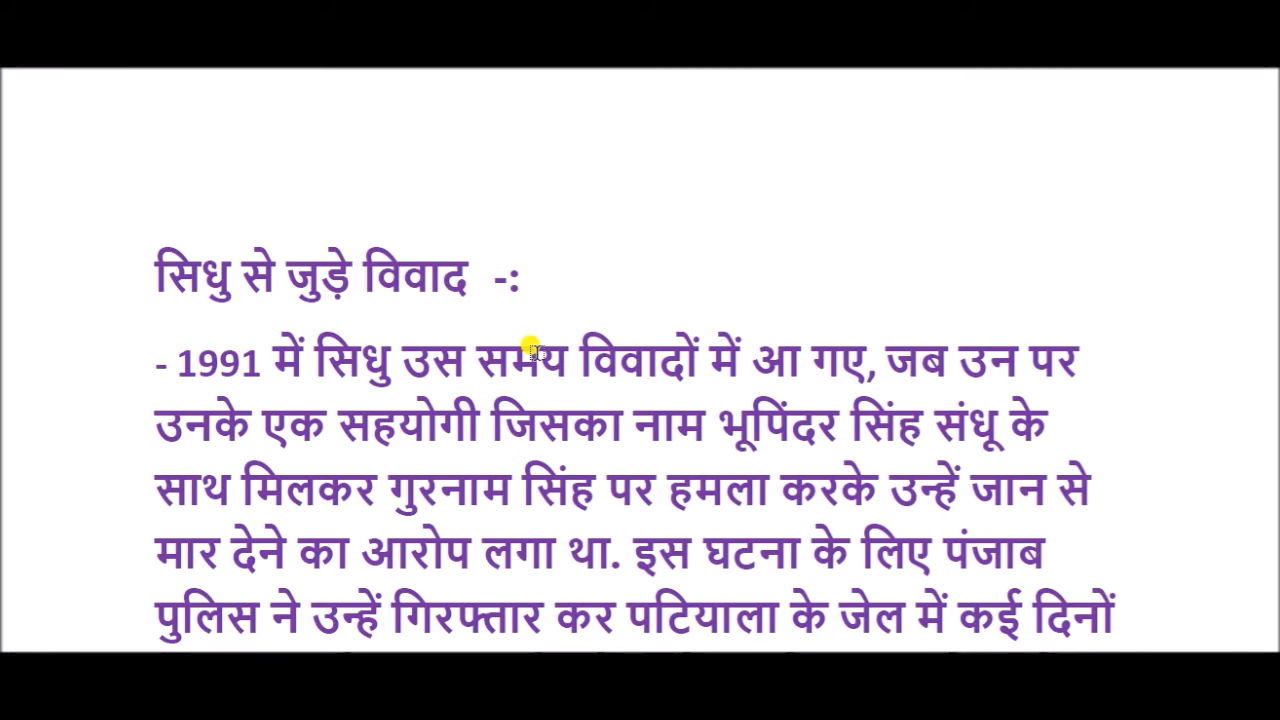 सिधु से जुड़े विवाद -:
- 1991 में सिधु उस समय विवादों में आ गए, जब उन पर
उनके एक सहयोगी जिसका नाम भूपिंदर सिंह संधू के
साथ मिलकर गुरनाम सिंह पर हमला करके उन्हें जान से
मार देने का आरोप लगा था. इस घटना के लिए पंजाब
पुलिस ने उन्हें गिरफ्तार कर पटियाला के जेल में कई दिनों